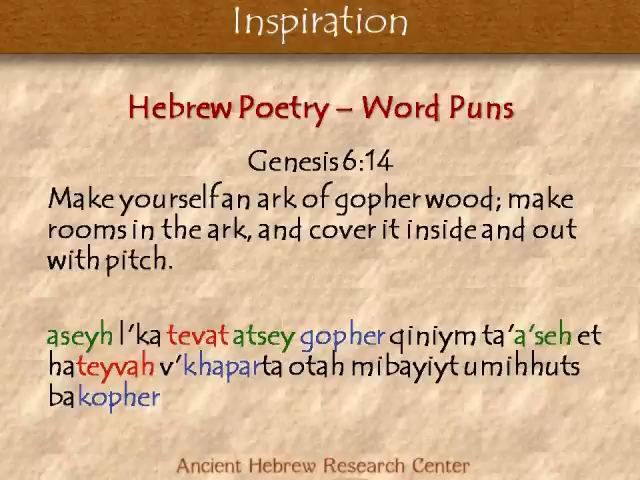 Inspiration
Hebrew Poetry – Word Puns
Genesis 6:14
Make yourself an ark of gopher wood; make
rooms in the ark, and cover it inside and out
with pitch.
aseyh l'ka tevat atsey gopher qiniym ta'a'seh et
hateyvah v'khaparta otah mibayiyt umihhuts
bakopher
Ancient Hebrew Research Center